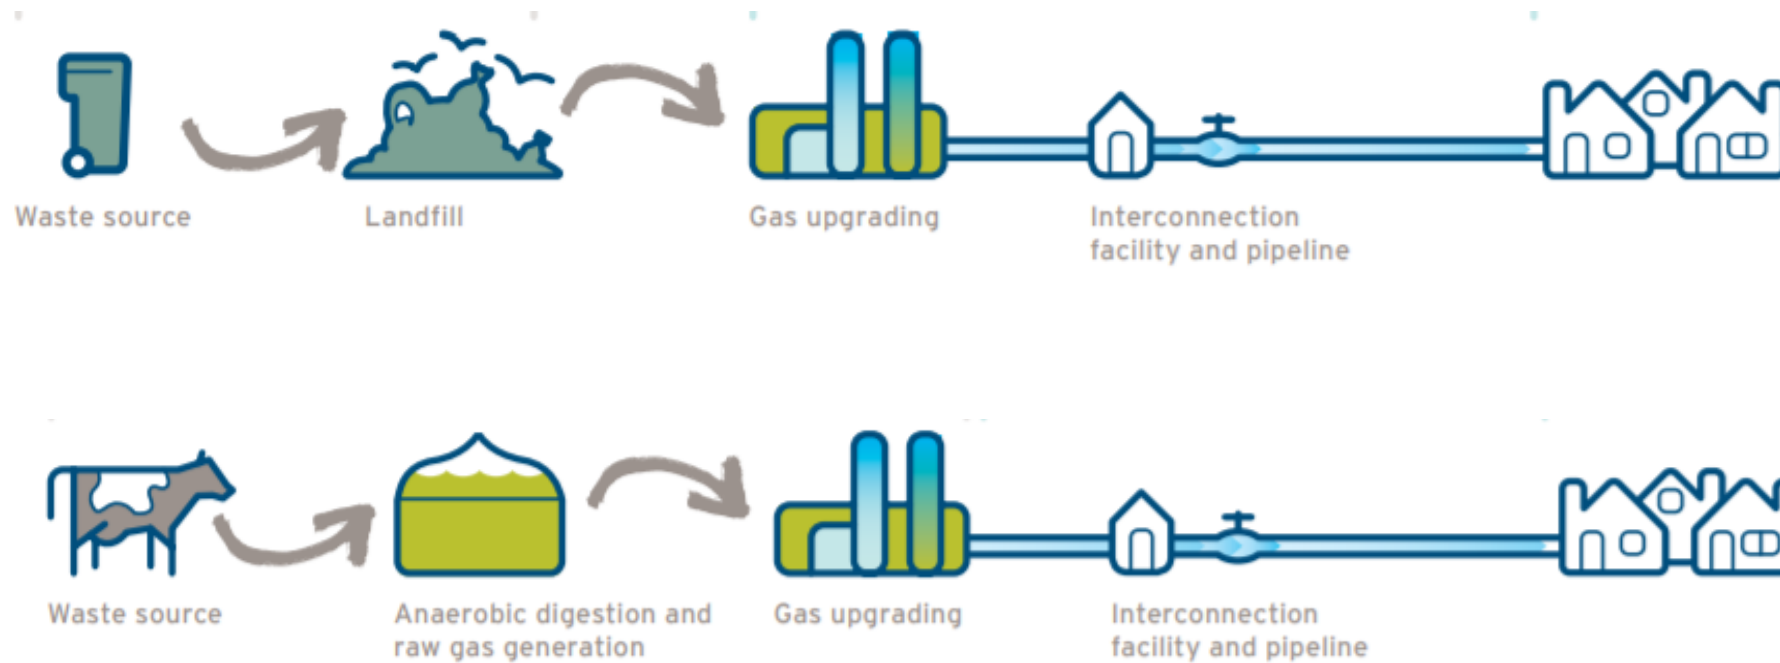 Waste source
Landfill
Gas upgrading
Interconnection
facility and pipeline
Waste source
Anaerobic digestion and
raw gas generation
Gas upgrading
Interconnection
facility and pipeline